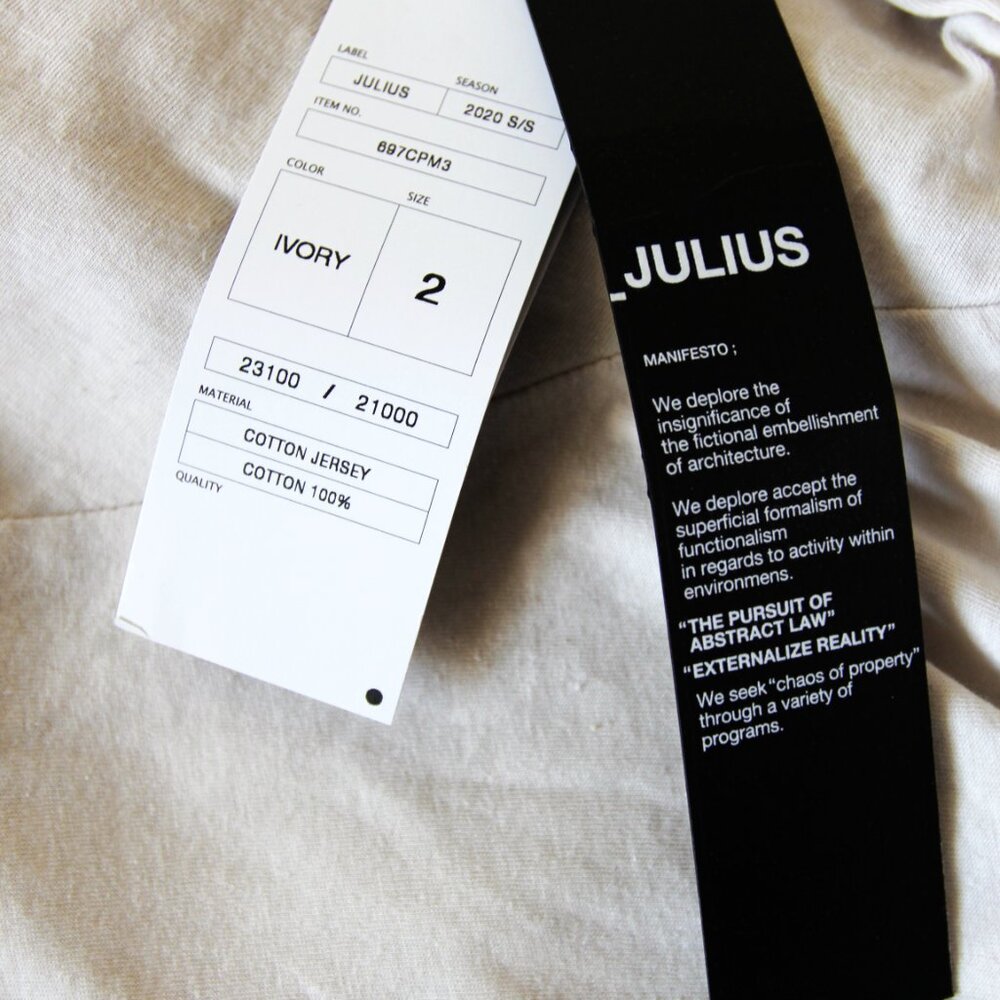 LABEL
JULIUS
SEASON
2020 S/S
ITEM NO.
697CPM3
COLOR
IVORY
SIZE
2
23100 / 21000
MATERIAL
COTTON JERSEY
COTTON 100%
QUALITY
_JULIUS
MANIFESTO ;
We deplore the
insignificance of
the fictional embellishment
of architecture.
We deplore accept the
superficial formalism of
functionalism
in regards to activity within
environmens.
“THE PURSUIT OF
ABSTRACT LAW”
“EXTERNALIZE REALITY”
We seek “chaos of property”
through a variety of
programs.